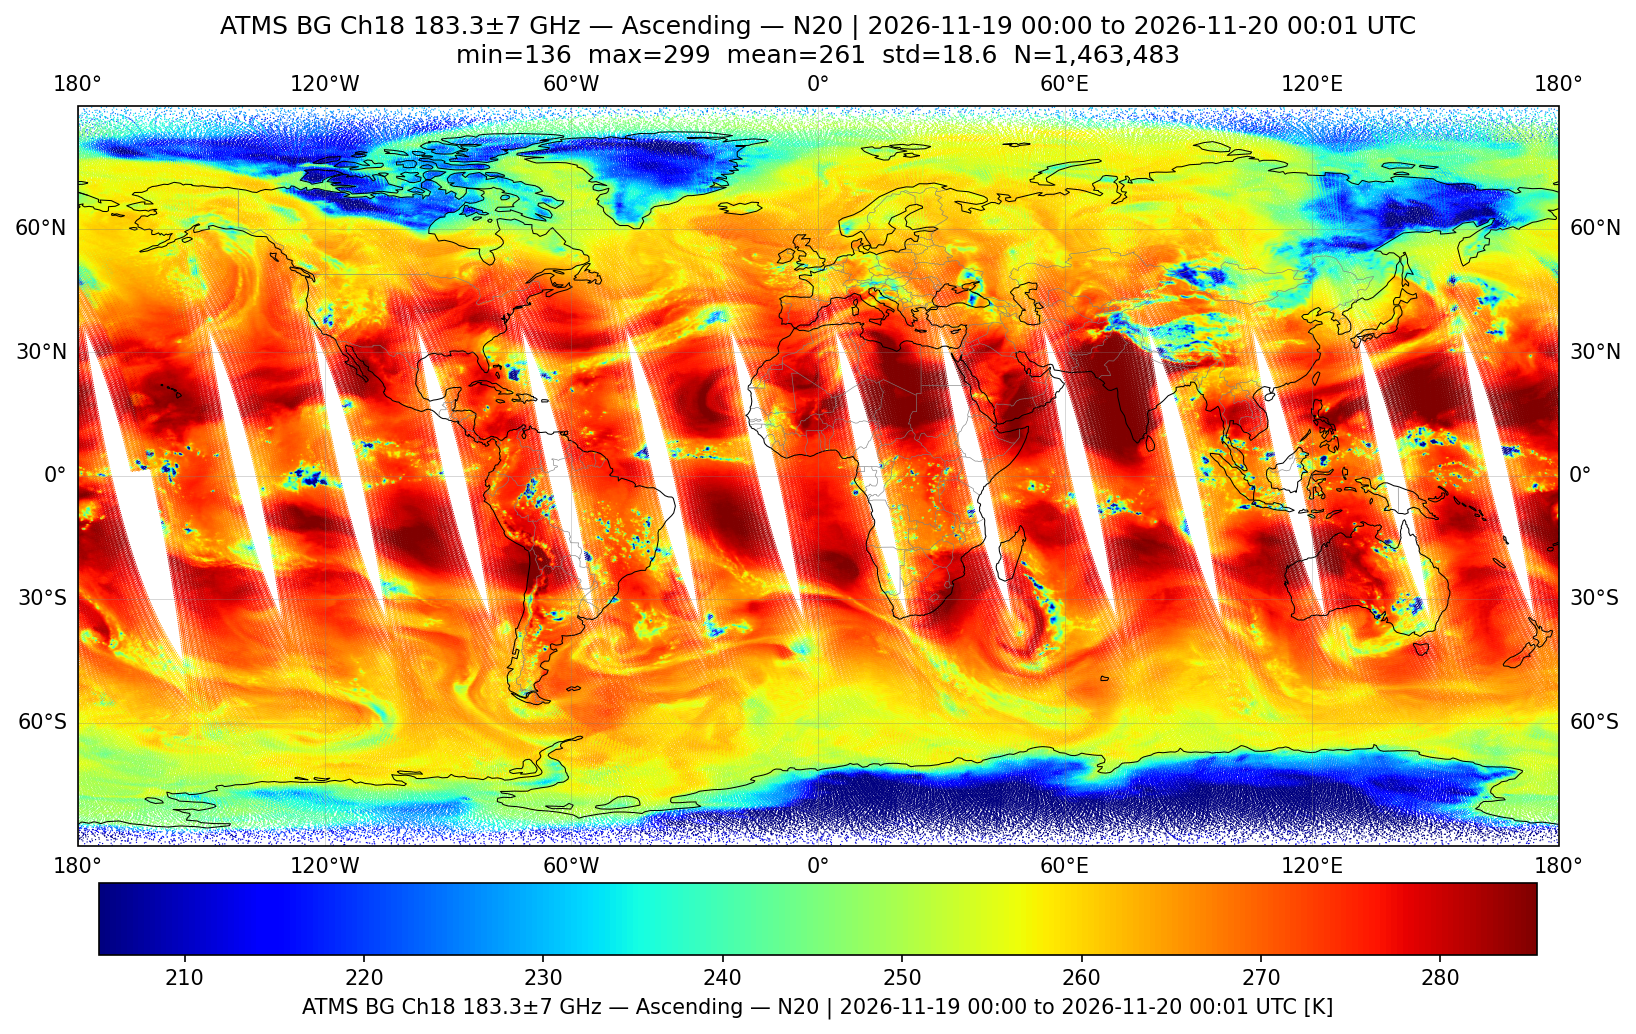 ATMS BG Ch18 183.3±7 GHz — Ascending — N20 | 2026-11-19 00:00 to 2026-11-20 00:01 UTC
min=136 max=299 mean=261 std=18.6 N=1,463,483
180° 120°W 60°W 0° 60°E 120°E 180°
60°N 60°N
30°N 30°N
0° 0°
30°S 30°S
60°S 60°S
180° 120°W 60°W 0° 60°E 120°E 180°
210 220 230 240 250 260 270 280
ATMS BG Ch18 183.3±7 GHz — Ascending — N20 | 2026-11-19 00:00 to 2026-11-20 00:01 UTC [K]